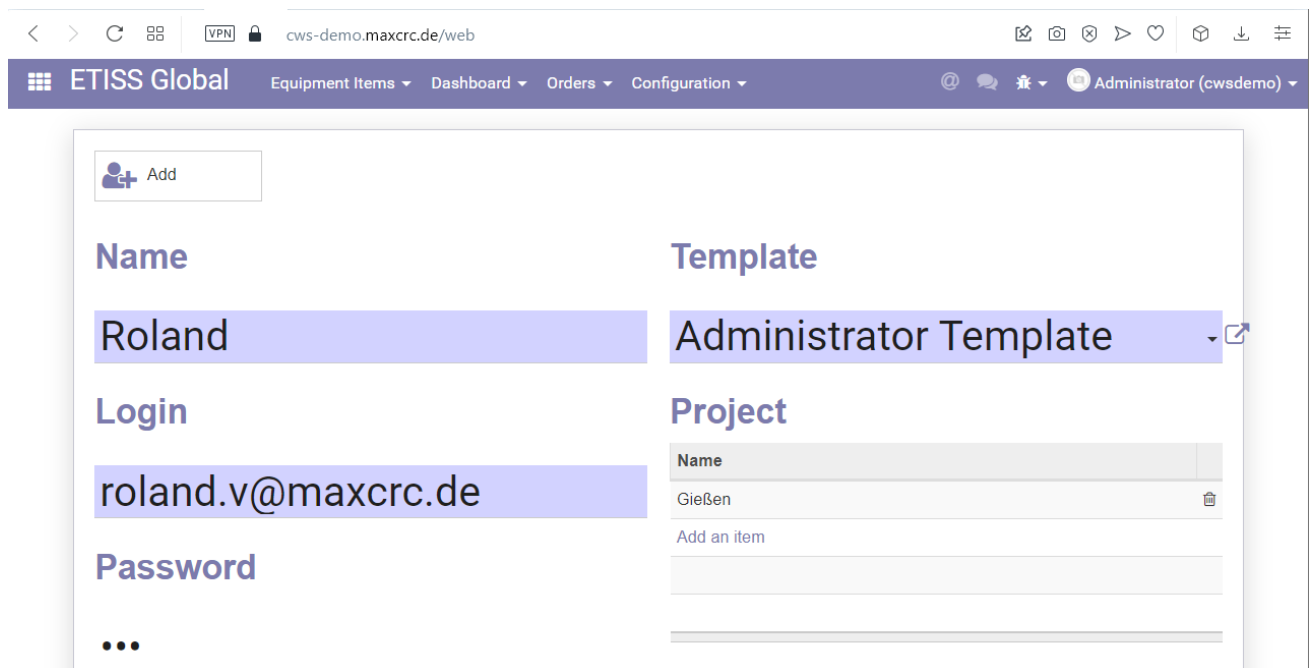 VPN cws-demo.maxcrc.de/web
ETISS Global Equipment Items Dashboard Orders Configuration @ Administrator (cwsdemo)
Add
Name
Roland
Login
roland.v@maxcrc.de
Password
•••
Template
Administrator Template
Project
Name
Gießen
Add an item